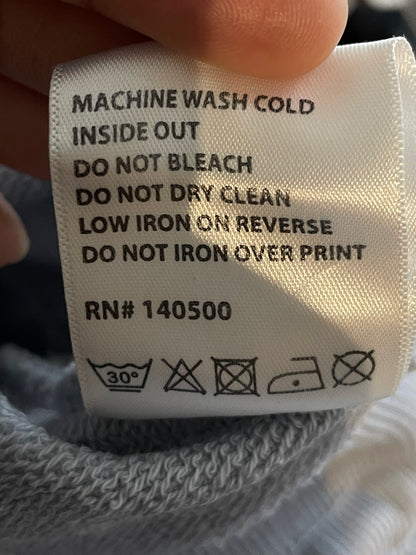 MACHINE WASH COLD
INSIDE OUT
DO NOT BLEACH
DO NOT DRY CLEAN
LOW IRON ON REVERSE
DO NOT IRON OVER PRINT
RN# 140500
30°